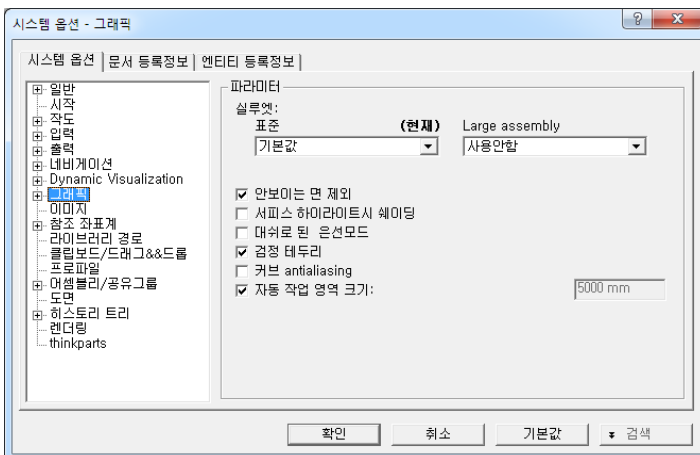 시스템 옵션 - 그래픽
시스템 옵션 문서 등록정보 엔티티 등록정보
일반
시작
작도
입력
출력
네비게이션
Dynamic Visualization
그래픽
이미지
참조 좌표계
라이브러리 경로
클립보드/드래그&&드롭
프로파일
어셈블리/공유그룹
도면
히스토리 트리
렌더링
thinkparts
파라미터
실루엣:
표준 (현재) Large assembly
기본값 사용안함
안보이는 면 제외
서피스 하이라이트시 쉐이딩
대쉬로 된 은선모드
검정 테두리
커브 antialiasing
자동 작업 영역 크기: 5000 mm
확인 취소 기본값 검색